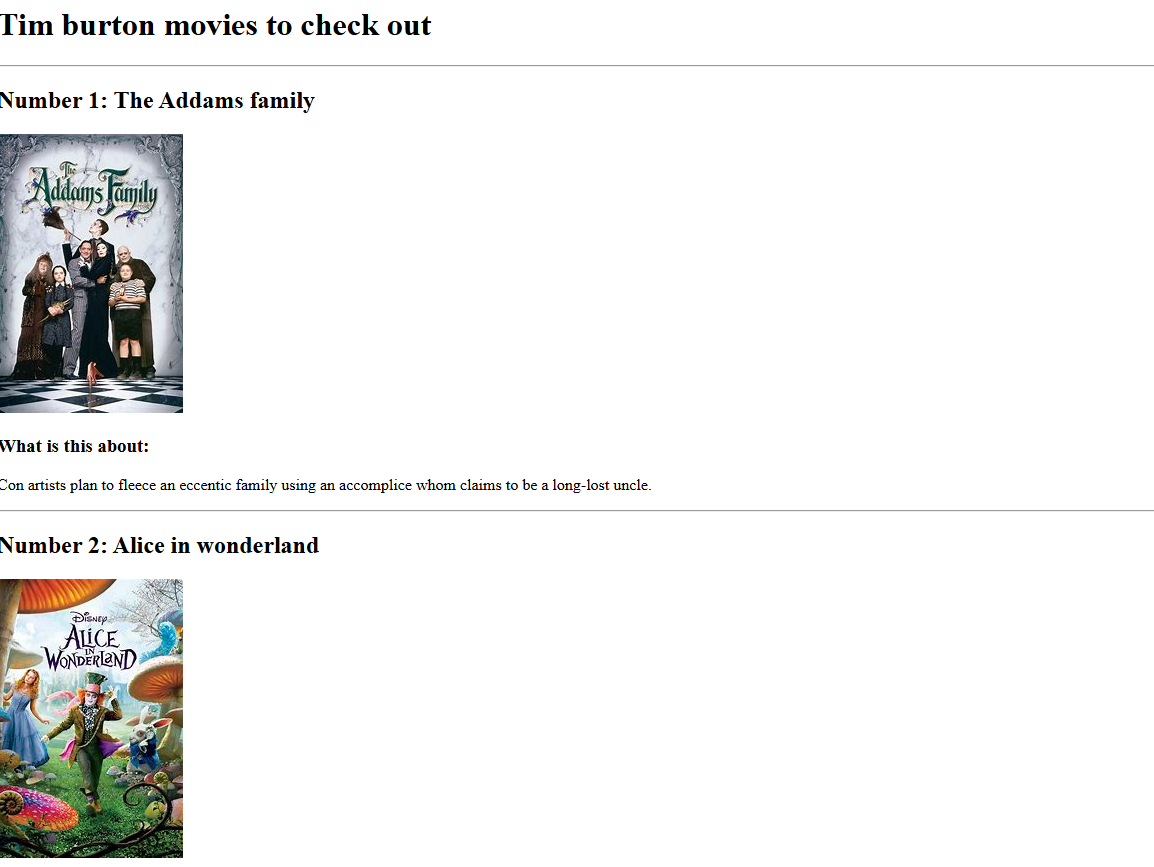 Tim burton movies to check out
Number 1: The Addams family
The
Addams Family
What is this about:
Con artists plan to fleece an eccentic family using an accomplice whom claims to be a long-lost uncle.
Number 2: Alice in wonderland
Disney
ALICE
IN
WONDERLAND